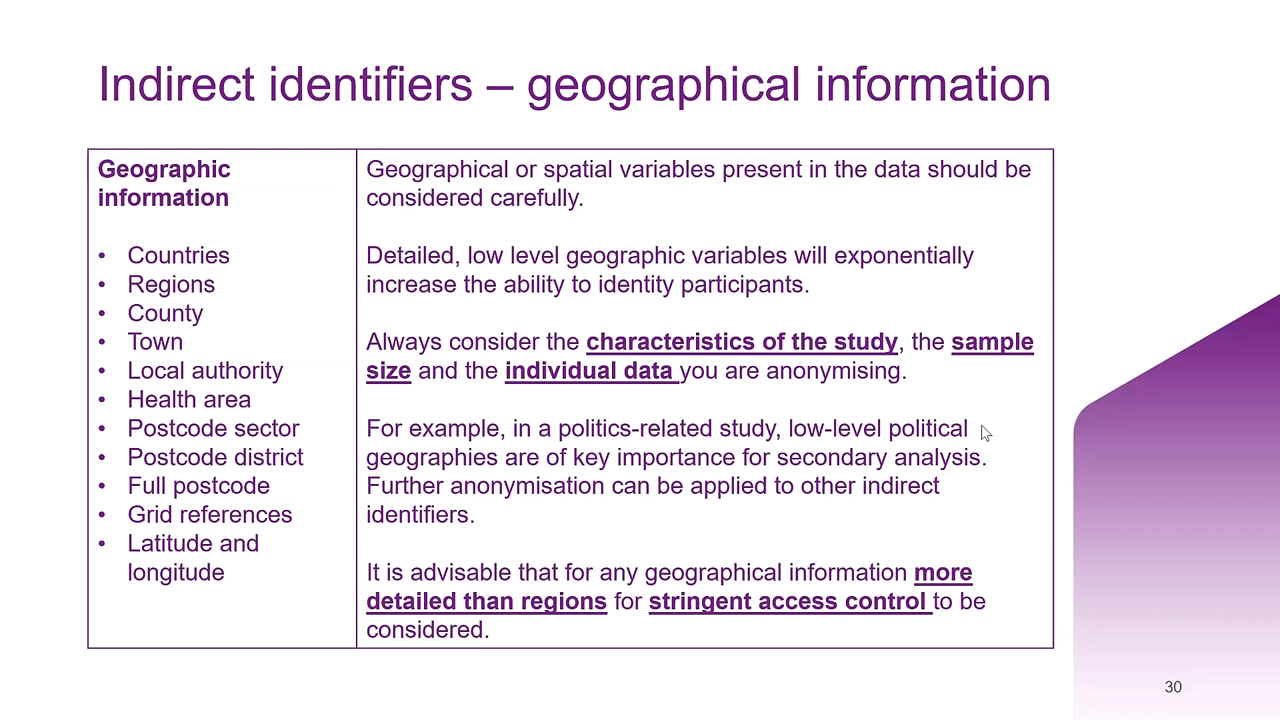 Indirect identifiers – geographical information
Geographic
information
• Countries
• Regions
• County
• Town
• Local authority
• Health area
• Postcode sector
• Postcode district
• Full postcode
• Grid references
• Latitude and
longitude
Geographical or spatial variables present in the data should be
considered carefully.
Detailed, low level geographic variables will exponentially
increase the ability to identity participants.
Always consider the characteristics of the study, the sample
size and the individual data you are anonymising.
For example, in a politics-related study, low-level political
geographies are of key importance for secondary analysis.
Further anonymisation can be applied to other indirect
identifiers.
It is advisable that for any geographical information more
detailed than regions for stringent access control to be
considered.
30